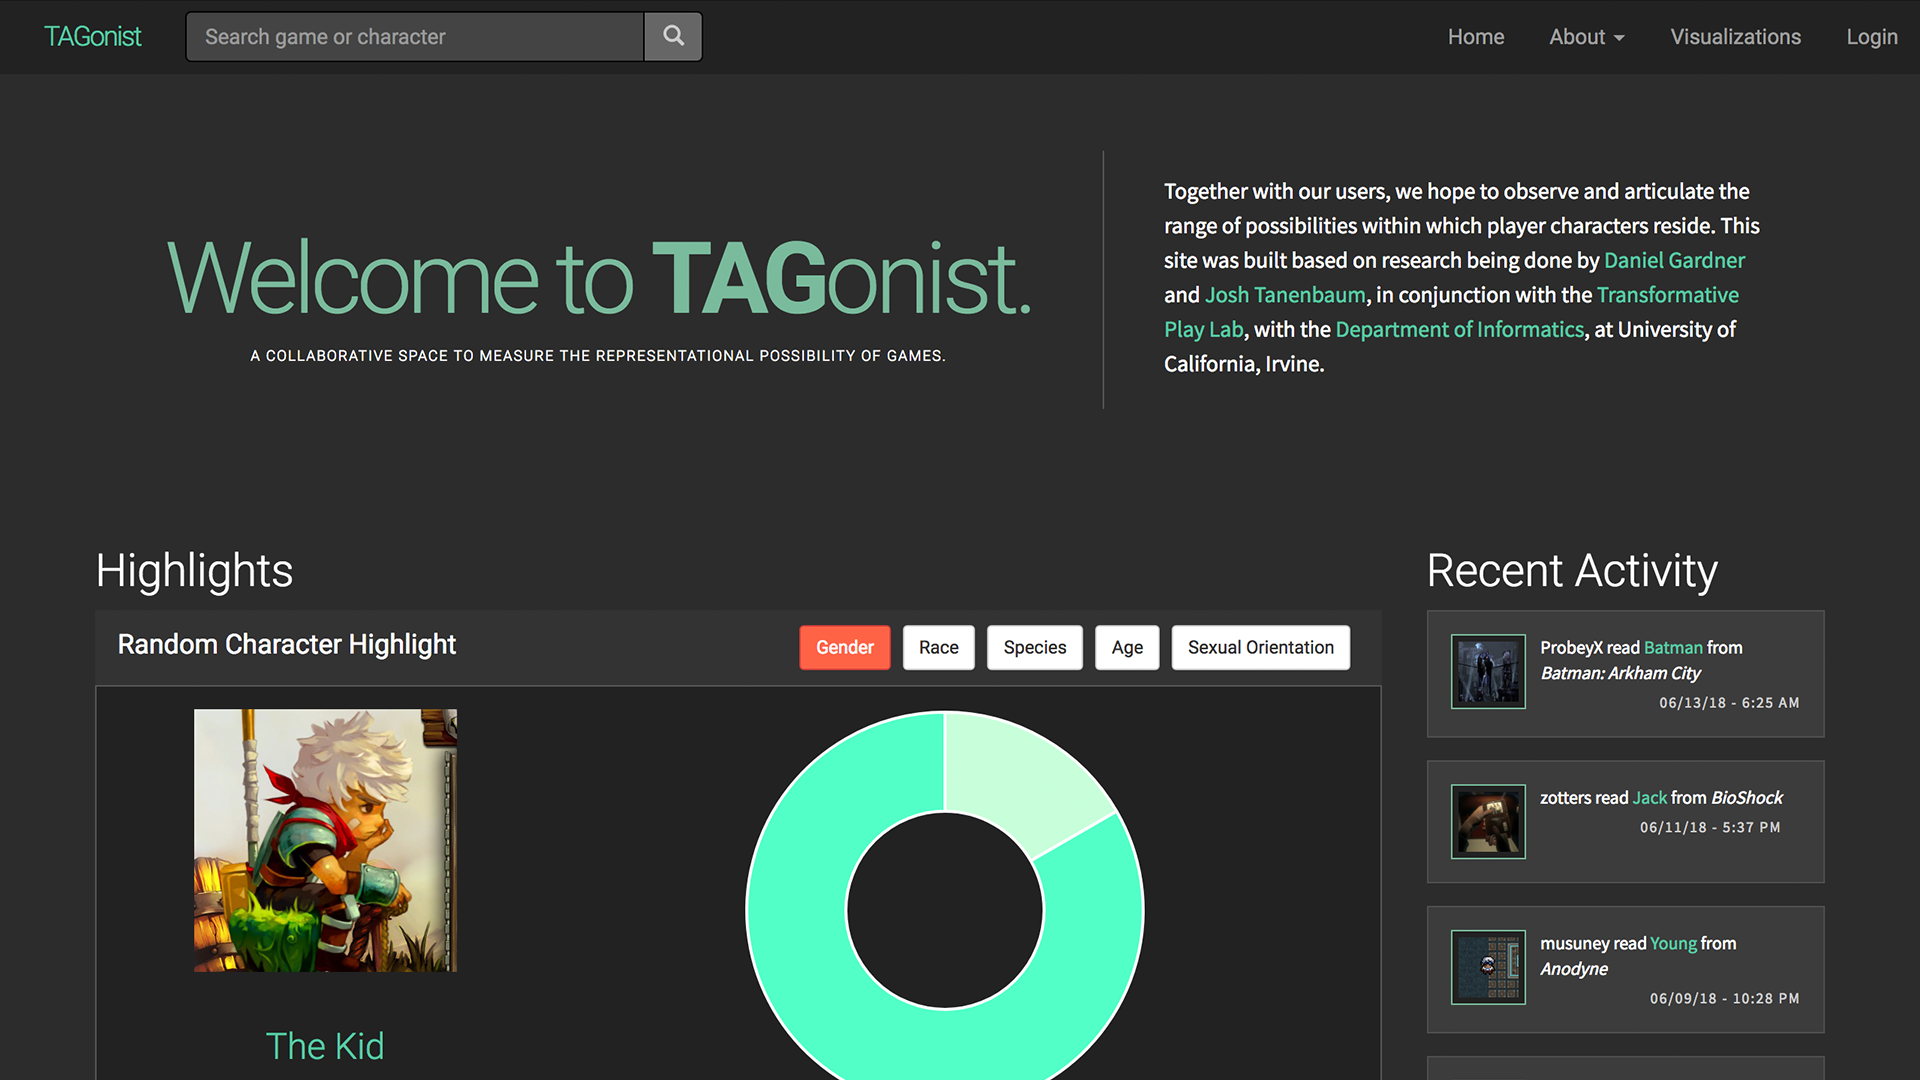 TAGonist
Search game or character
Home
About
Visualizations
Login
Welcome to TAGonist.
A COLLABORATIVE SPACE TO MEASURE THE REPRESENTATIONAL POSSIBILITY OF GAMES.
Together with our users, we hope to observe and articulate the
range of possibilities within which player characters reside. This
site was built based on research being done by Daniel Gardner
and Josh Tanenbaum, in conjunction with the Transformative
Play Lab, with the Department of Informatics, at University of
California, Irvine.
Highlights
Random Character Highlight
Gender
Race
Species
Age
Sexual Orientation
The Kid
Recent Activity
ProbeyX read Batman from
Batman: Arkham City
06/13/18 - 6:25 AM
zotters read Jack from BioShock
06/11/18 - 5:37 PM
musuney read Young from
Anodyne
06/09/18 - 10:28 PM